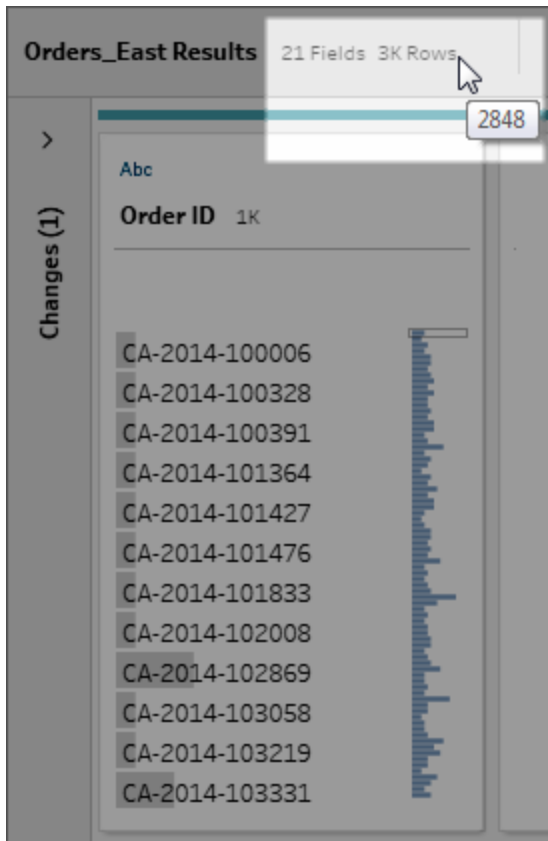 Orders_East Results 21 Fields 3K Rows
2848
Abc
Order ID 1K
Changes (1)
CA-2014-100006
CA-2014-100328
CA-2014-100391
CA-2014-101364
CA-2014-101427
CA-2014-101476
CA-2014-101833
CA-2014-102008
CA-2014-102869
CA-2014-103058
CA-2014-103219
CA-2014-103331